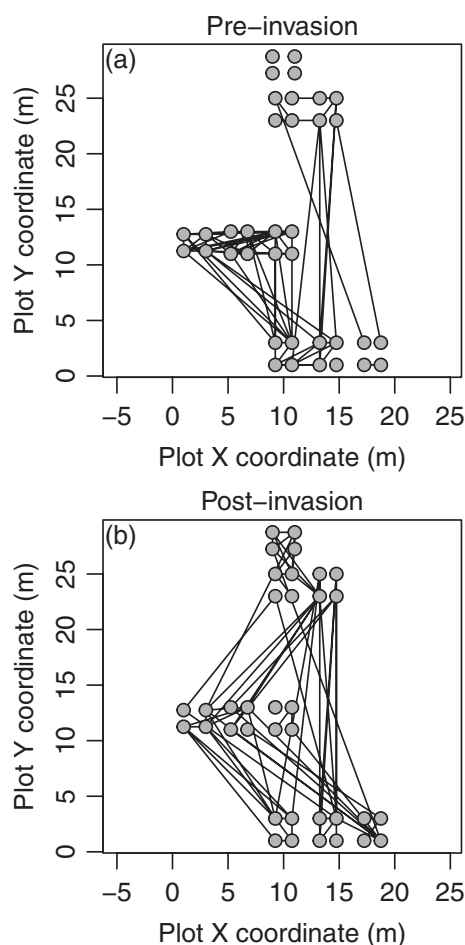 Pre−invasion
(a)
Plot Y coordinate (m)
25
20
15
10
5
0
−5 0 5 10 15 20 25
Plot X coordinate (m)
Post−invasion
(b)
Plot Y coordinate (m)
25
20
15
10
5
0
−5 0 5 10 15 20 25
Plot X coordinate (m)